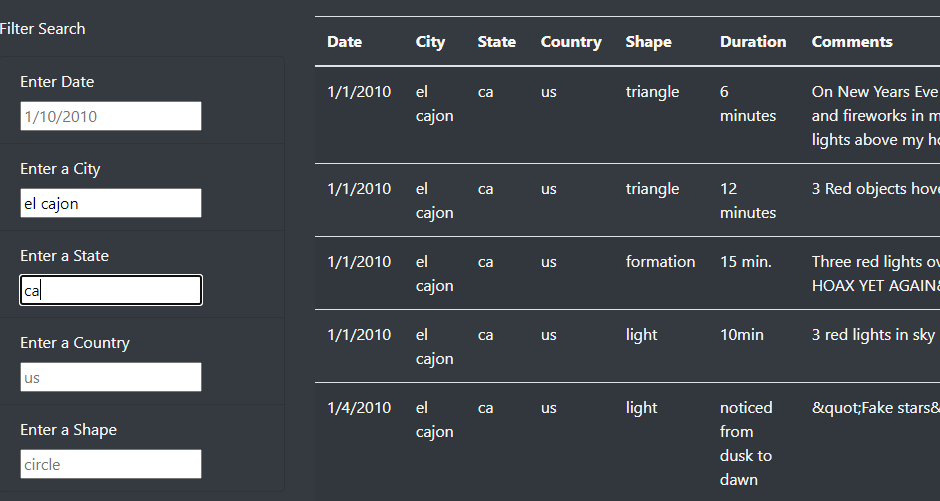 Filter Search
Enter Date
1/10/2010
Enter a City
el cajon
Enter a State
ca
Enter a Country
us
Enter a Shape
circle
Date City State Country Shape Duration Comments
1/1/2010 el ca us triangle 6 On New Years Eve
cajon minutes and fireworks in
lights above my
1/1/2010 el ca us triangle 12 3 Red objects
cajon minutes
1/1/2010 el ca us formation 15 min. Three red lights
cajon HOAX YET AGAIN&
1/1/2010 el ca us light 10min 3 red lights in sky
cajon
1/4/2010 el ca us light noticed &quot;Fake stars&
cajon from
dusk to
dawn